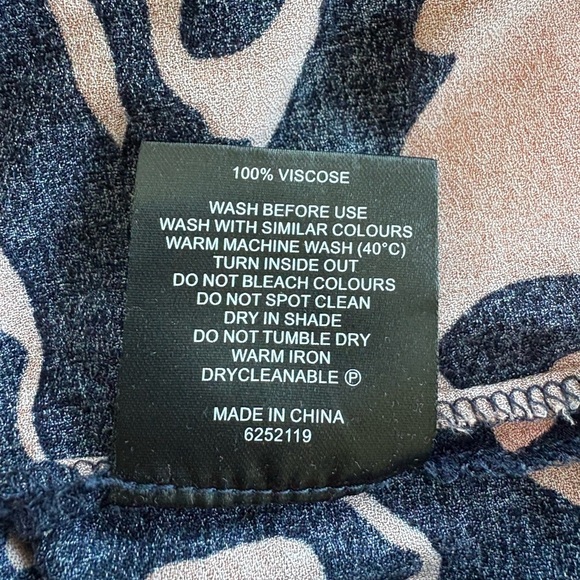 100% VISCOSE
WASH BEFORE USE
WASH WITH SIMILAR COLOURS
WARM MACHINE WASH (40°C)
TURN INSIDE OUT
DO NOT BLEACH COLOURS
DO NOT SPOT CLEAN
DRY IN SHADE
DO NOT TUMBLE DRY
WARM IRON
DRYCLEANABLE Ⓟ
MADE IN CHINA
6252119